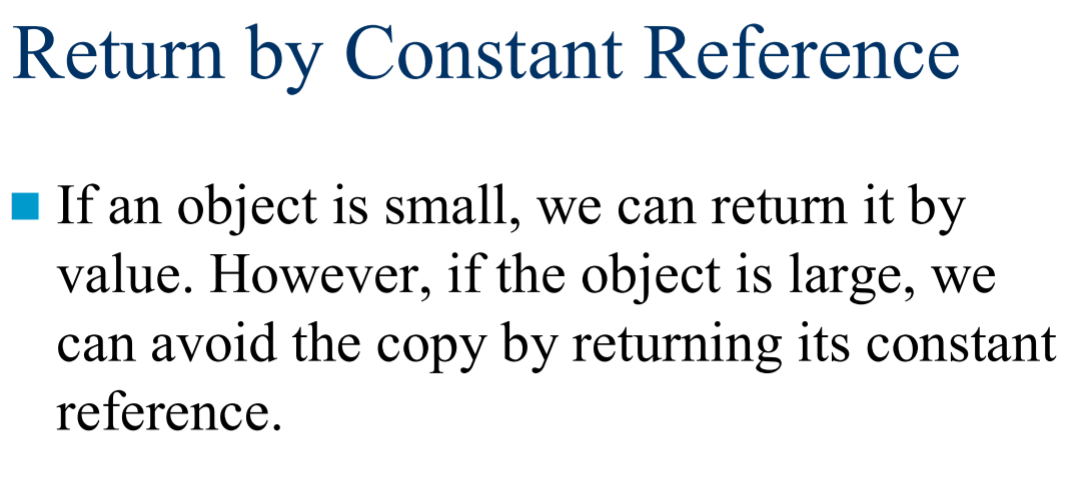 Return by Constant Reference
If an object is small, we can return it by
value. However, if the object is large, we
can avoid the copy by returning its constant
reference.